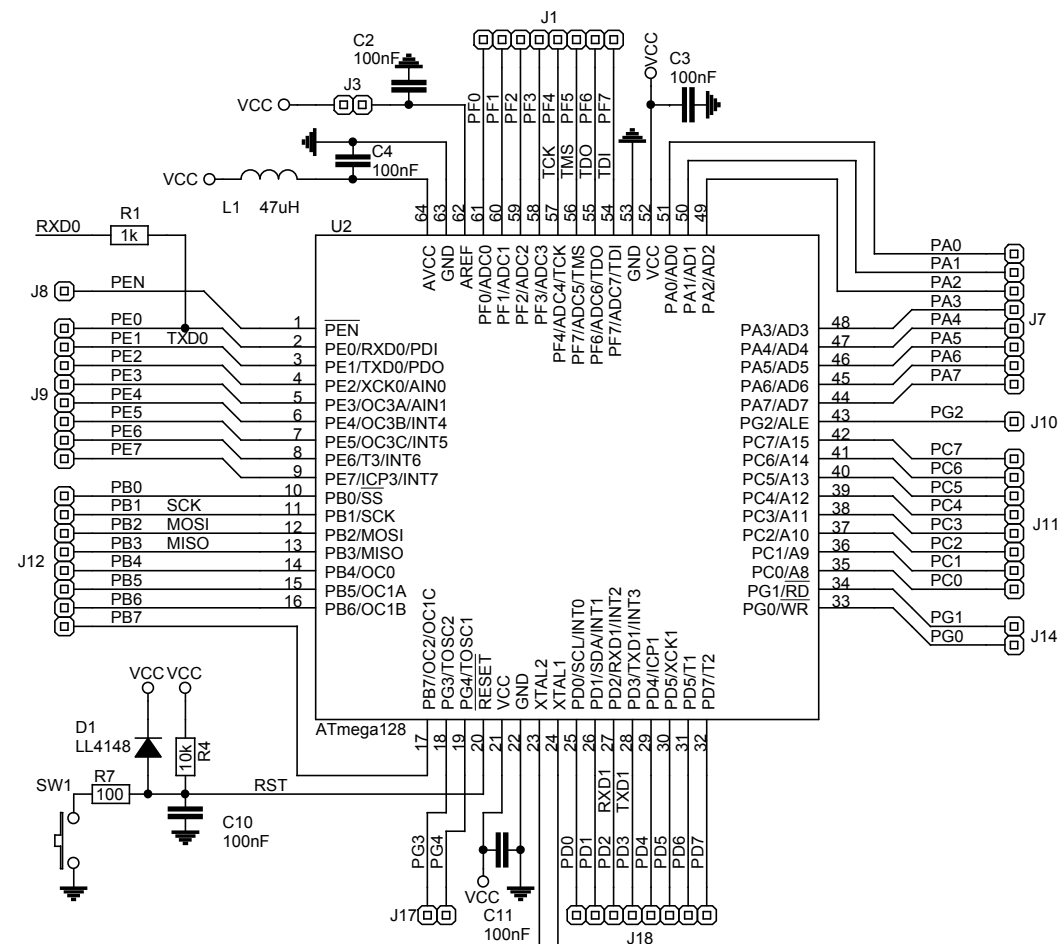 J1
C2
100nF
J3
VCC
VCC
C3
100nF
PF0
PF1
PF2
PF3
PF4
PF5
PF6
PF7
TCK
TMS
TDO
TDI
C4
100nF
VCC
L1 47uH
RXD0
R1
1k
U2
64
63
62
61
60
59
58
57
56
55
54
53
52
51
50
49
AVCC
GND
AREF
PF0/ADC0
PF1/ADC1
PF2/ADC2
PF3/ADC3
PF4/ADC4/TCK
PF7/ADC5/TMS
PF6/ADC6/TDO
PF7/ADC7/TDI
GND
VCC
PA0/AD0
PA1/AD1
PA2/AD2
J8
PEN
J9
PE0
PE1 TXD0
PE2
PE3
PE4
PE5
PE6
PE7
J12
PB0
PB1 SCK
PB2 MOSI
PB3 MISO
PB4
PB5
PB6
PB7
1 PEN
2 PE0/RXD0/PDI
3 PE1/TXD0/PDO
4 PE2/XCK0/AIN0
5 PE3/OC3A/AIN1
6 PE4/OC3B/INT4
7 PE5/OC3C/INT5
8 PE6/T3/INT6
9 PE7/ICP3/INT7
10 PB0/SS
11 PB1/SCK
12 PB2/MOSI
13 PB3/MISO
14 PB4/OC0
15 PB5/OC1A
16 PB6/OC1B
PA3/AD3 48
PA4/AD4 47
PA5/AD5 46
PA6/AD6 45
PA7/AD7 44
PG2/ALE 43
PC7/A15 42
PC6/A14 41
PC5/A13 40
PC4/A12 39
PC3/A11 38
PC2/A10 37
PC1/A9 36
PC0/A8 35
PG1/RD 34
PG0/WR 33
PA0
PA1
PA2
PA3
PA4
PA5
PA6
PA7
J7
PG2
J10
PC7
PC6
PC5
PC4
PC3
PC2
PC1
PC0
J11
PG1
PG0
J14
PB7/OC2/OC1C
PG3/TOSC2
PG4/TOSC1
RESET
VCC
GND
XTAL2
XTAL1
PD0/SCL/INT0
PD1/SDA/INT1
PD2/RXD1/INT2
PD3/TXD1/INT3
PD4/ICP1
PD5/XCK1
PD5/T1
PD7/T2
ATmega128
17
18
19
20
21
22
23
24
25
26
27
28
29
30
31
32
VCC
VCC
D1
LL4148
10k
R4
SW1
R7
100
RST
C10
100nF
PG3
PG4
RXD1
TXD1
PD0
PD1
PD2
PD3
PD4
PD5
PD6
PD7
VCC
J17
C11
100nF
J18